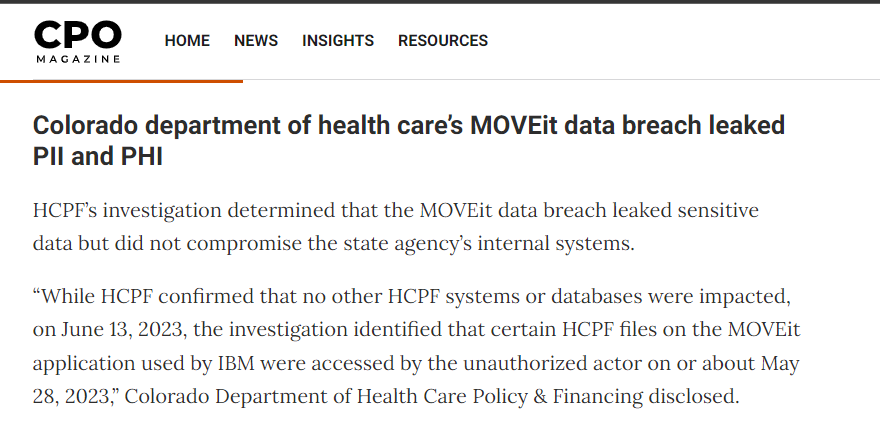 CPO
MAGAZINE
HOME NEWS INSIGHTS RESOURCES
Colorado department of health care’s MOVEit data breach leaked
PII and PHI
HCPF’s investigation determined that the MOVEit data breach leaked sensitive
data but did not compromise the state agency’s internal systems.
“While HCPF confirmed that no other HCPF systems or databases were impacted,
on June 13, 2023, the investigation identified that certain HCPF files on the MOVEit
application used by IBM were accessed by the unauthorized actor on or about May
28, 2023,” Colorado Department of Health Care Policy & Financing disclosed.